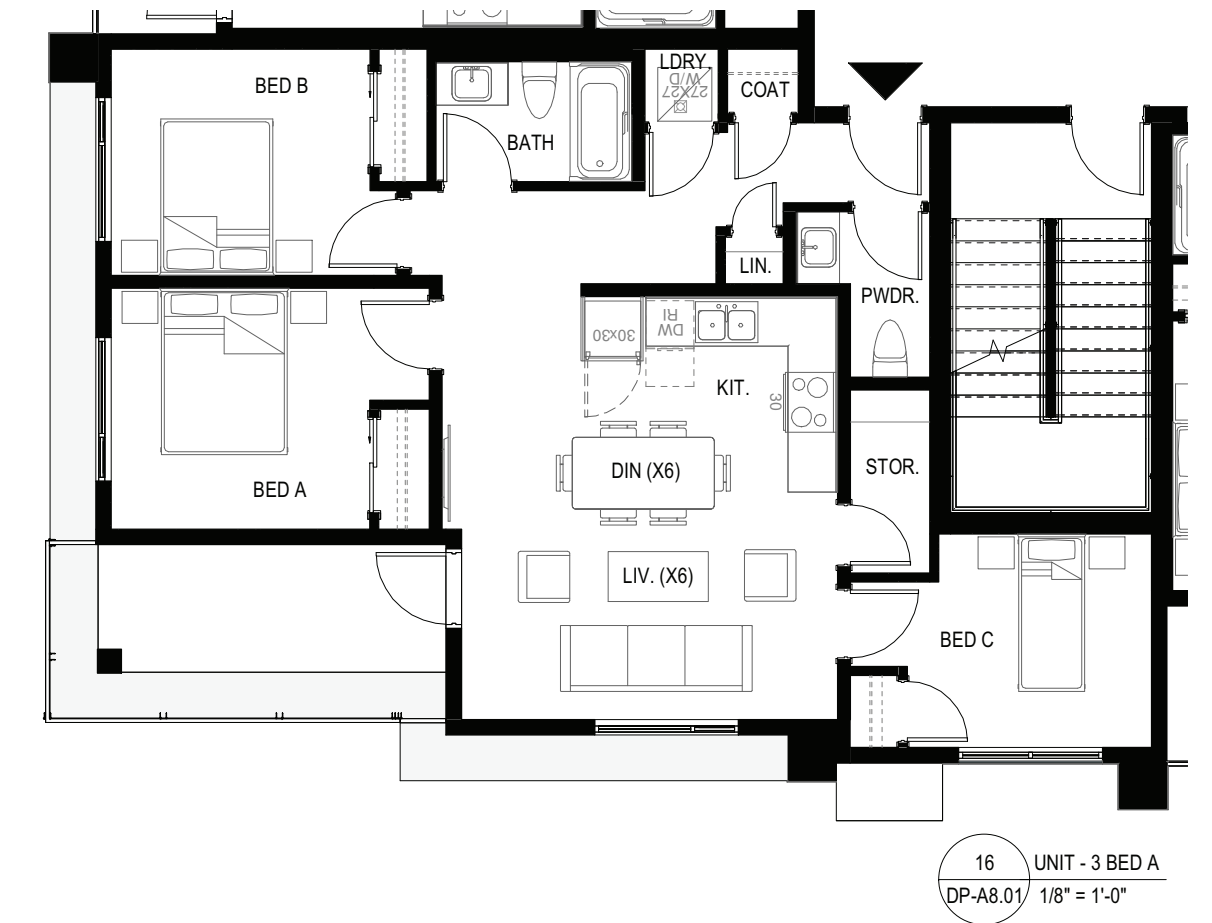 LDRY.
27X27
W/D
BED B
COAT
BATH
LIN.
PWDR.
30x30
DW
RI
KIT.
30
DIN (X6)
STOR.
BED A
LIV. (X6)
BED C
16
UNIT - 3 BED A
DP-A8.01
1/8" = 1'-0"